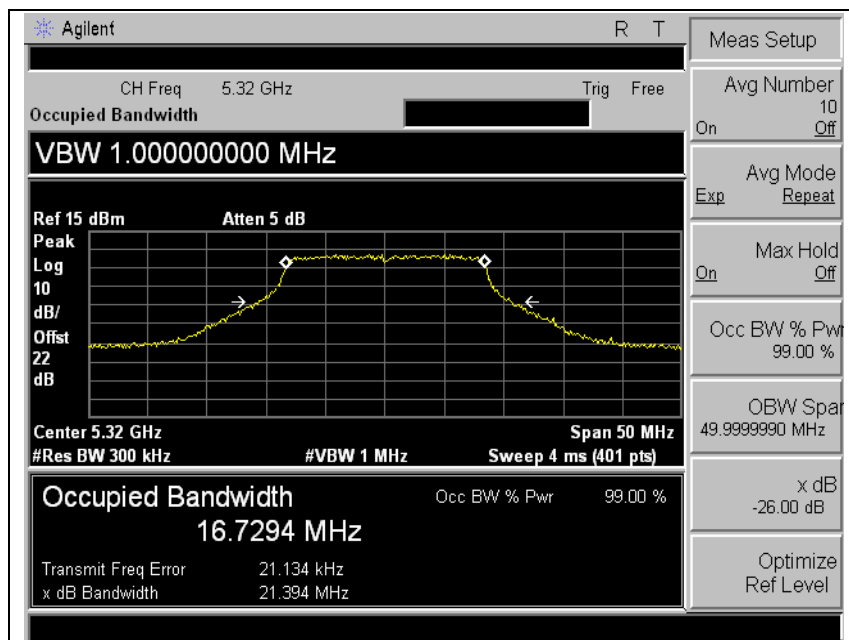 Agilent R T
CH Freq 5.32 GHz Trig Free
Occupied Bandwidth
VBW 1.000000000 MHz
Ref 15 dBm Atten 5 dB
Peak
Log
10
dB/
Offst
22
dB
Center 5.32 GHz Span 50 MHz
#Res BW 300 kHz #VBW 1 MHz Sweep 4 ms (401 pts)
Occupied Bandwidth Occ BW % Pwr 99.00 %
16.7294 MHz
Transmit Freq Error 21.134 kHz
x dB Bandwidth 21.394 MHz
Meas Setup
Avg Number
10
On Off
Avg Mode
Exp Repeat
Max Hold
On Off
Occ BW % Pwr
99.00 %
OBW Span
49.9999990 MHz
x dB
-26.00 dB
Optimize
Ref Level